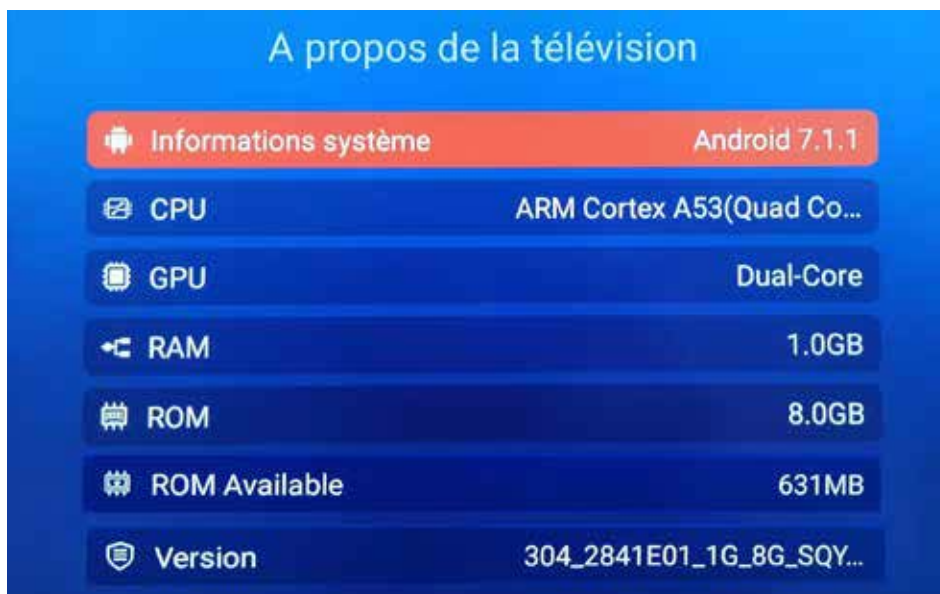 A propos de la télévision
Informations système Android 7.1.1
CPU ARM Cortex A53(Quad Co...
GPU Dual-Core
RAM 1.0GB
ROM 8.0GB
ROM Available 631MB
Version 304_2841E01_1G_8G_SQY...